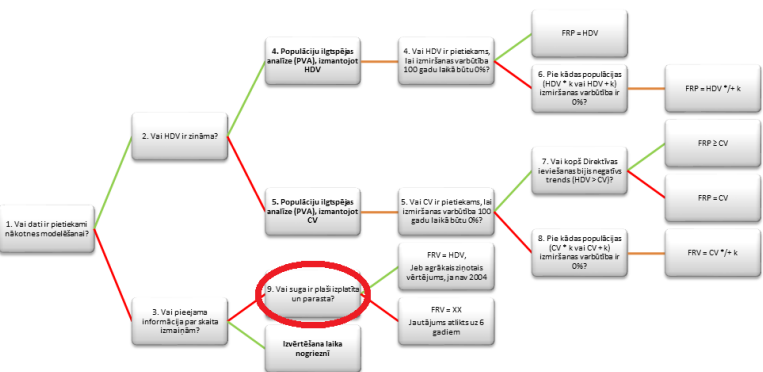 1. Vai dati ir pietiekami
nākotnes modelēšanai?
2. Vai HDV ir zināma?
3. Vai pieejama
informācija par skaita
izmaiņām?
4. Populāciju ilgtspējas
analīze (PVA), izmantojot
HDV
5. Populāciju ilgtspējas
analīze (PVA), izmantojot
CV
9. Vai suga ir plaši izplatīta
un parasta?
Izvērtēšana laika
nogrieznī
4. Vai HDV ir pietiekams,
lai izmiršanas varbūtība
100 gadu laikā būtu 0%?
5. Vai CV ir pietiekams, lai
izmiršanas varbūtība 100
gadu laikā būtu 0%?
FRV = HDV,
Jeb agrākais ziņotais
vērtējums, ja nav 2004
FRV = XX
Jautājums atlikts uz 6
gadiem
FRP = HDV
6. Pie kādas populācijas
(HDV * k vai HDV + k)
izmiršanas varbūtība ir
0%?
7. Vai kopš Direktīvas
ieviešanas bijis negatīvs
trends (HDV > CV)?
8. Pie kādas populācijas
(CV * k vai CV + k)
izmiršanas varbūtība ir
0%?
FRP = HDV */+ k
FRP ≥ CV
FRP = CV
FRV = CV */+ k